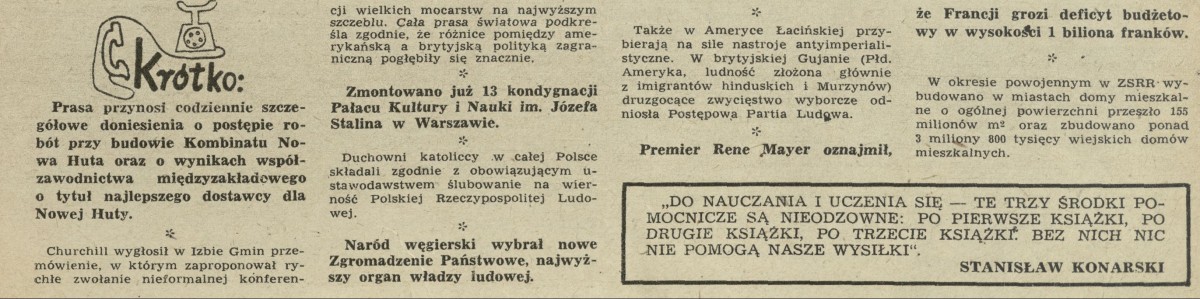 Krótko:
Prasa przynosi codziennie szcze-
gółowe doniesienia o postępie ro-
bót przy budowie Kombinatu No-
wa Huta oraz o wynikach współ-
zawodnictwa międzyzakładowego
o tytuł najlepszego dostawcy dla
Nowej Huty.
Churchill wygłosił w Izbie Gmin prze-
mówienie, w którym zaproponował ry-
chłe zwołanie nieformalnej konferen-
cji wielkich mocarstw na najwyższym
szczeblu. Cała prasa światowa podkre-
śla zgodnie, że różnice pomiędzy ame-
rykańską a brytyjską polityką zagra-
niczną pogłębiły się znacznie.
Zmontowano już 13 kondygnacji
Pałacu Kultury i Nauki im. Józefa
Stalina w Warszawie.
Duchowni katoliccy w całej Polsce
składali zgodnie z obowiązującym u-
stawodawstwem ślubowanie na wier-
ność Polskiej Rzeczypospolitej Ludo-
wej.
Naród węgierski wybrał nowe
Zgromadzenie Państwowe, najwyż-
szy organ władzy ludowej.
Także w Ameryce Łacińskiej przy-
bierają na sile nastroje antyimperiali-
styczne. W brytyjskiej Gujanie (Płd.
Ameryka, ludność złożona głównie
z imigrantów hinduskich i Murzynów)
druzgocące zwycięstwo wyborcze od-
niosła Postępowa Partia Ludowa.
Premier Rene Mayer oznajmił,
że Francji grozi deficyt budżeto-
wy w wysokości 1 biliona franków.
W okresie powojennym w ZSRR wy-
budowano w miastach domy mieszkal-
ne o ogólnej powierzchni przeszło 155
milionów m² oraz zbudowano ponad
3 miliony 800 tysięcy wiejskich domów
mieszkalnych.
„DO NAUCZANIA I UCZENIA SIĘ — TE TRZY ŚRODKI PO-
MOCNICZE SĄ NIEODZOWNE: PO PIERWSZE KSIĄŻKI, PO
DRUGIE KSIĄŻKI, PO TRZECIE KSIĄŻKI. BEZ NICH NIC
NIE POMOGĄ NASZE WYSIŁKI“.
STANISŁAW KONARSKI